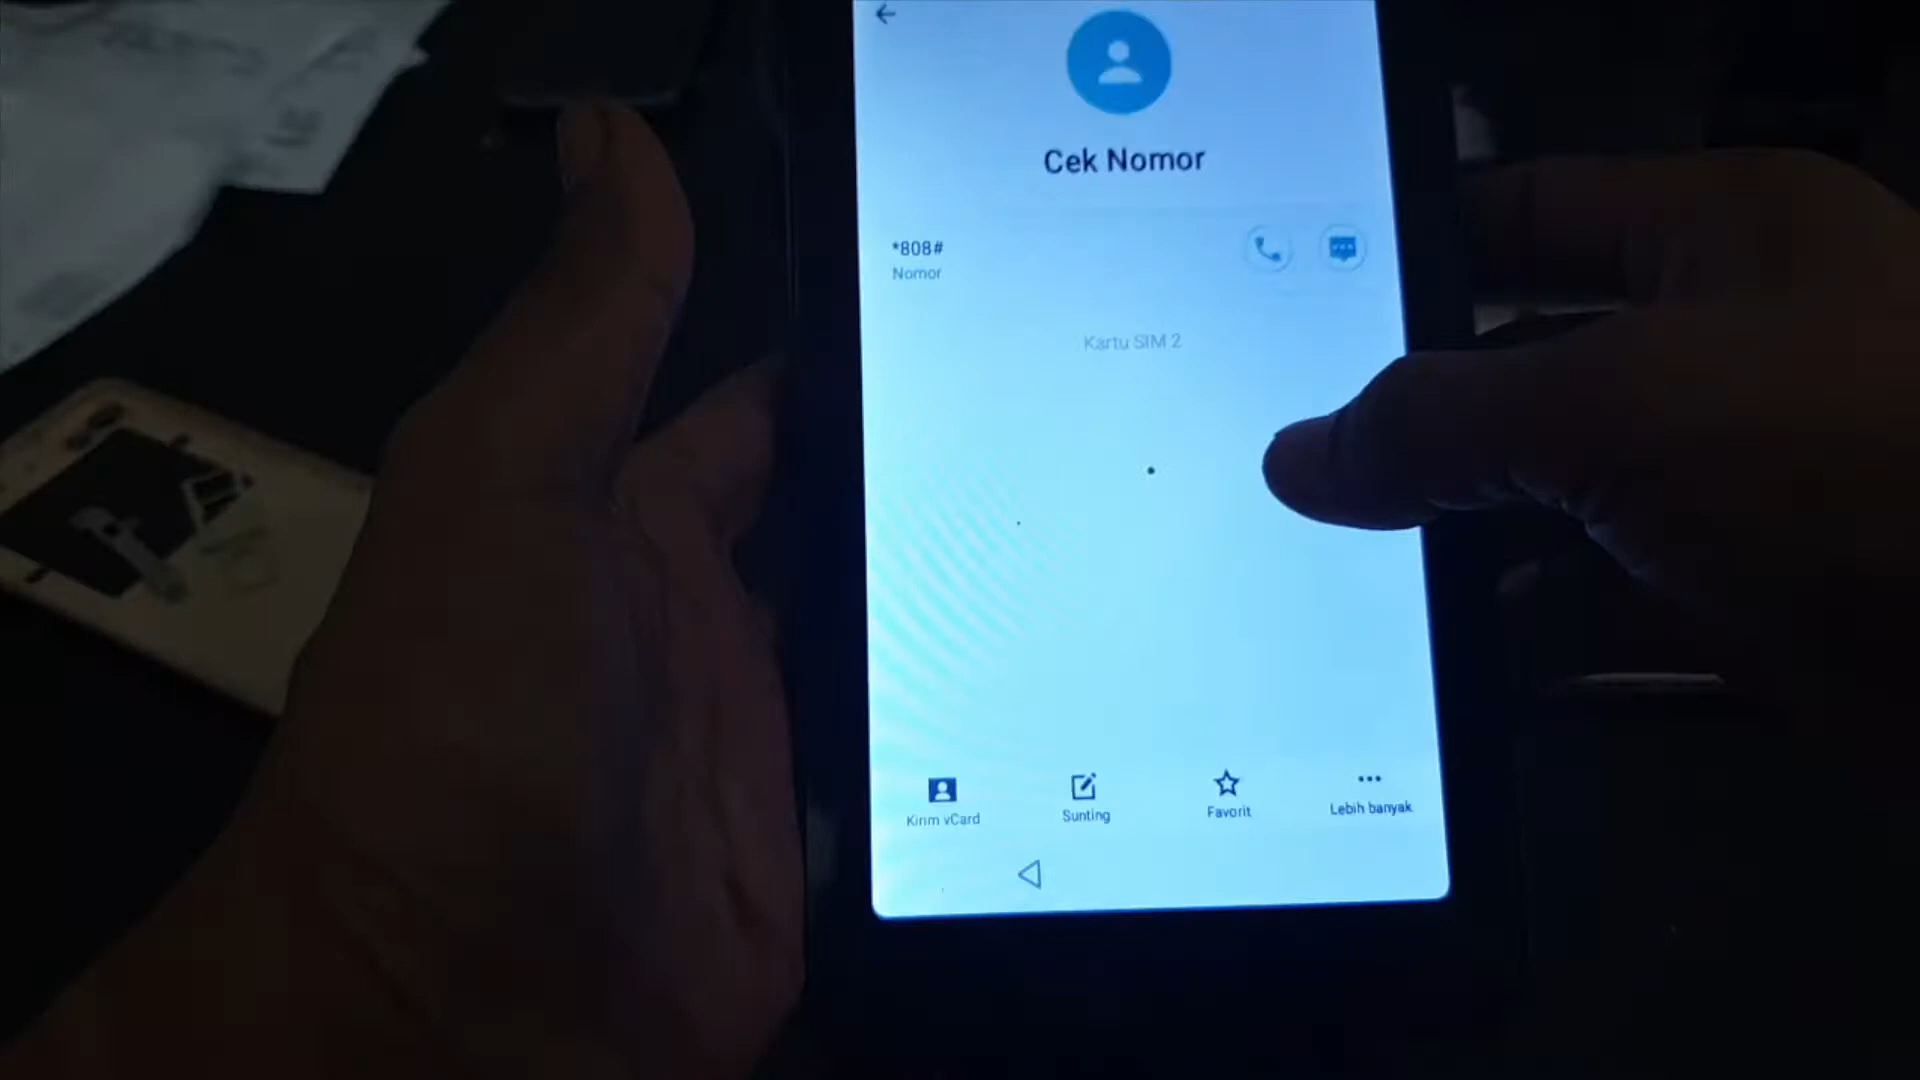 Cek Nomor
*808#
Nomor
Kartu SIM 2
Kirim vCard
Sunting
Favorit
Lebih banyak